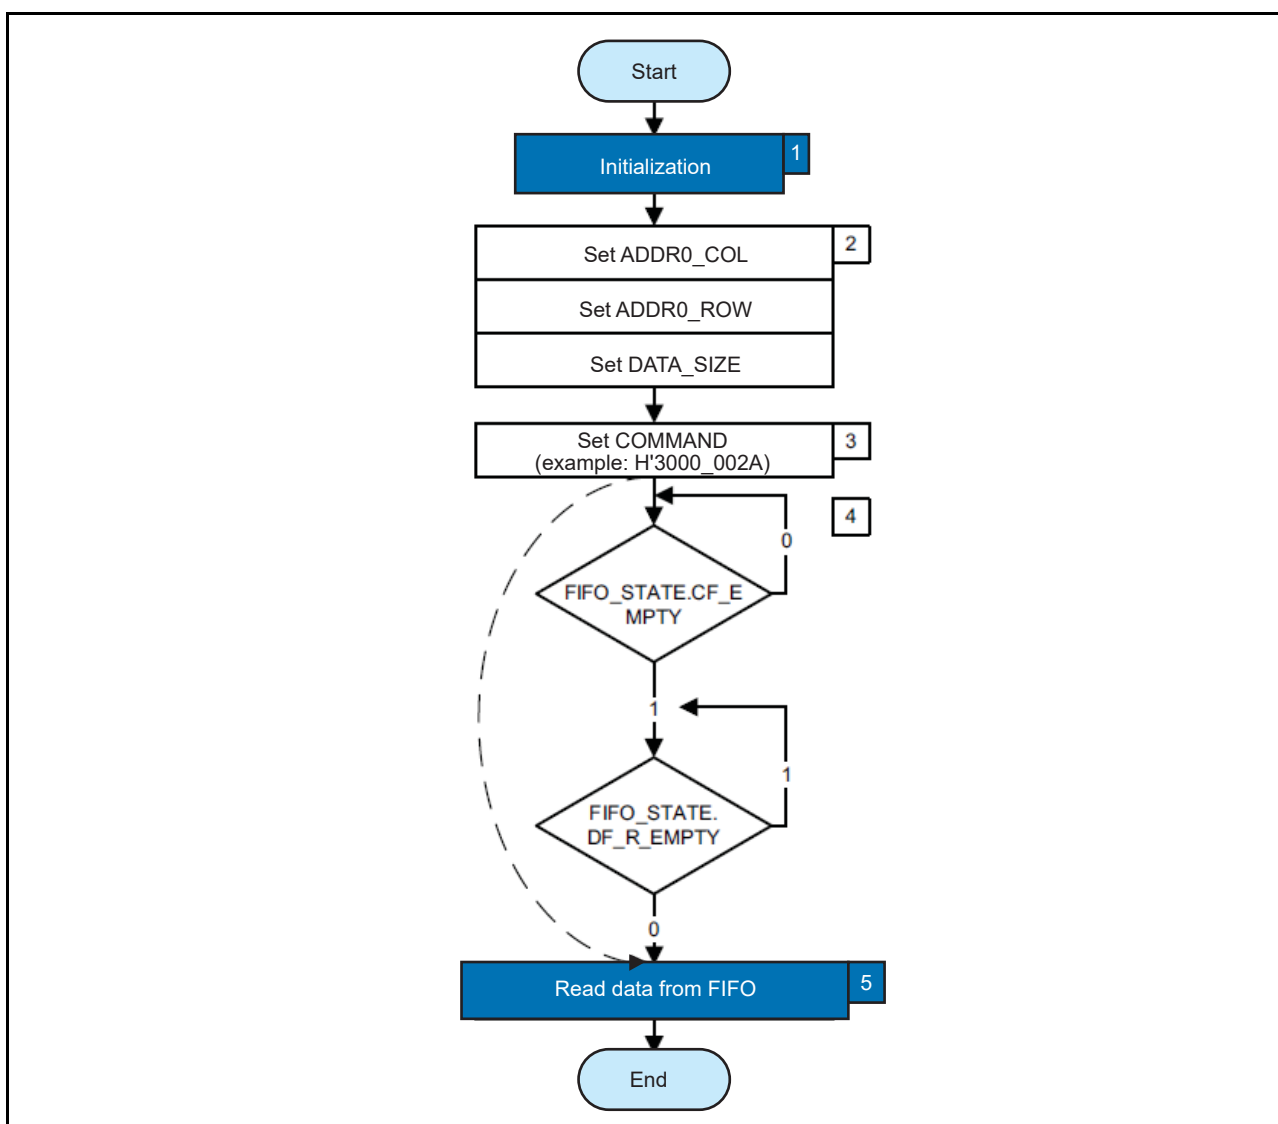 Start
Initialization
1
Set ADDR0_COL
2
Set ADDR0_ROW
Set DATA_SIZE
Set COMMAND
(example: H'3000_002A)
3
4
0
FIFO_STATE.CF_E
MPTY
1
1
FIFO_STATE.
DF_R_EMPTY
0
Read data from FIFO
5
End